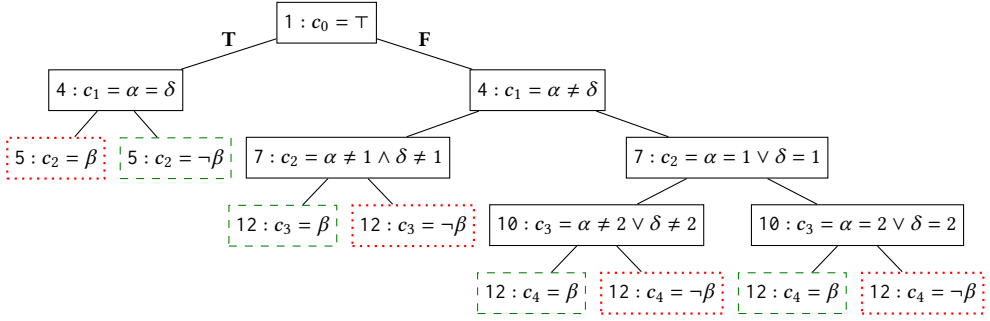 1 : c₀ = ⊤
T F
4 : c₁ = α = δ 4 : c₁ = α ≠ δ
5 : c₂ = β 5 : c₂ = ¬β 7 : c₂ = α ≠ 1 ∧ δ ≠ 1 7 : c₂ = α = 1 ∨ δ = 1
12 : c₃ = β 12 : c₃ = ¬β 10 : c₃ = α ≠ 2 ∨ δ ≠ 2 10 : c₃ = α = 2 ∨ δ = 2
12 : c₄ = β 12 : c₄ = ¬β 12 : c₄ = β 12 : c₄ = ¬β